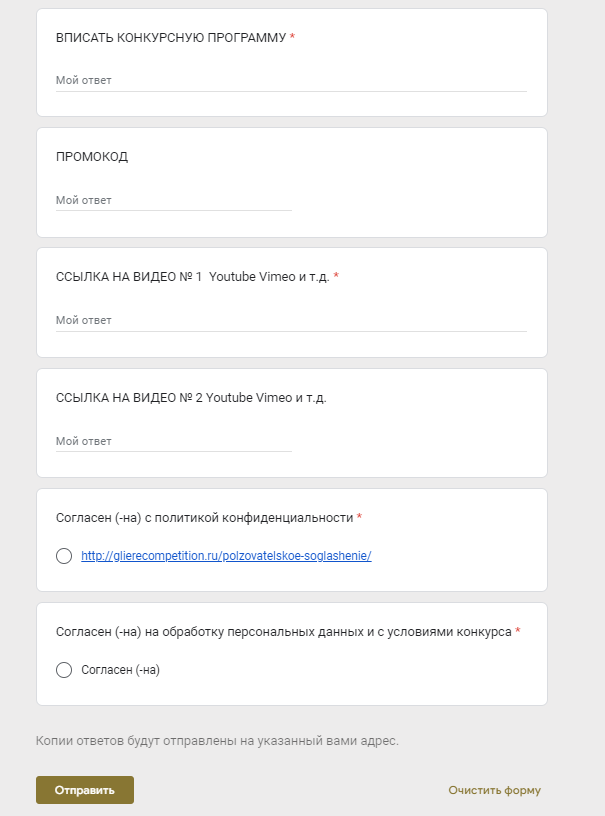 ВПИСАТЬ КОНКУРСНУЮ ПРОГРАММУ *
Мой ответ
ПРОМОКОД
Мой ответ
ССЫЛКА НА ВИДЕО № 1  Youtube Vimeo и т.д. *
Мой ответ
ССЫЛКА НА ВИДЕО № 2 Youtube Vimeo и т.д.
Мой ответ
Согласен (-на) с политикой конфиденциальности *
http://glierecompetition.ru/polzovatelskoe-soglashenie/
Согласен (-на) на обработку персональных данных и с условиями конкурса *
Согласен (-на)
Копии ответов будут отправлены на указанный вами адрес.
Отправить
Очистить форму